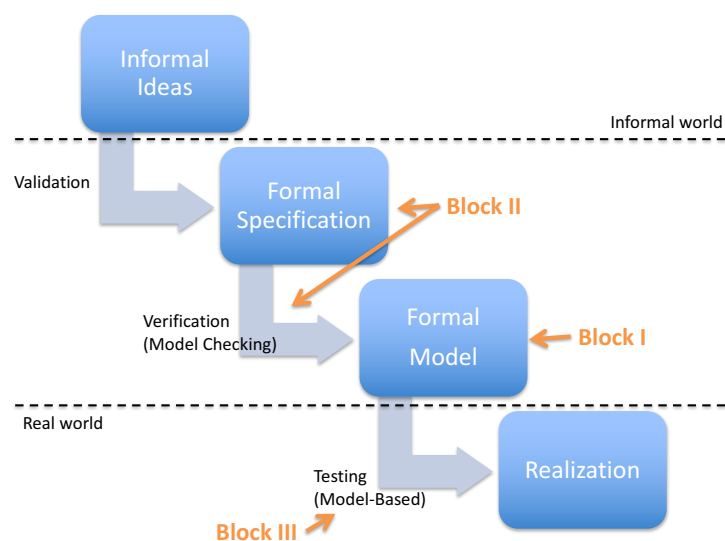 Informal
Ideas
Informal world
Validation
Formal
Specification
Block II
Verification
(Model Checking)
Formal
Model
Block I
Real world
Testing
(Model-Based)
Realization
Block III